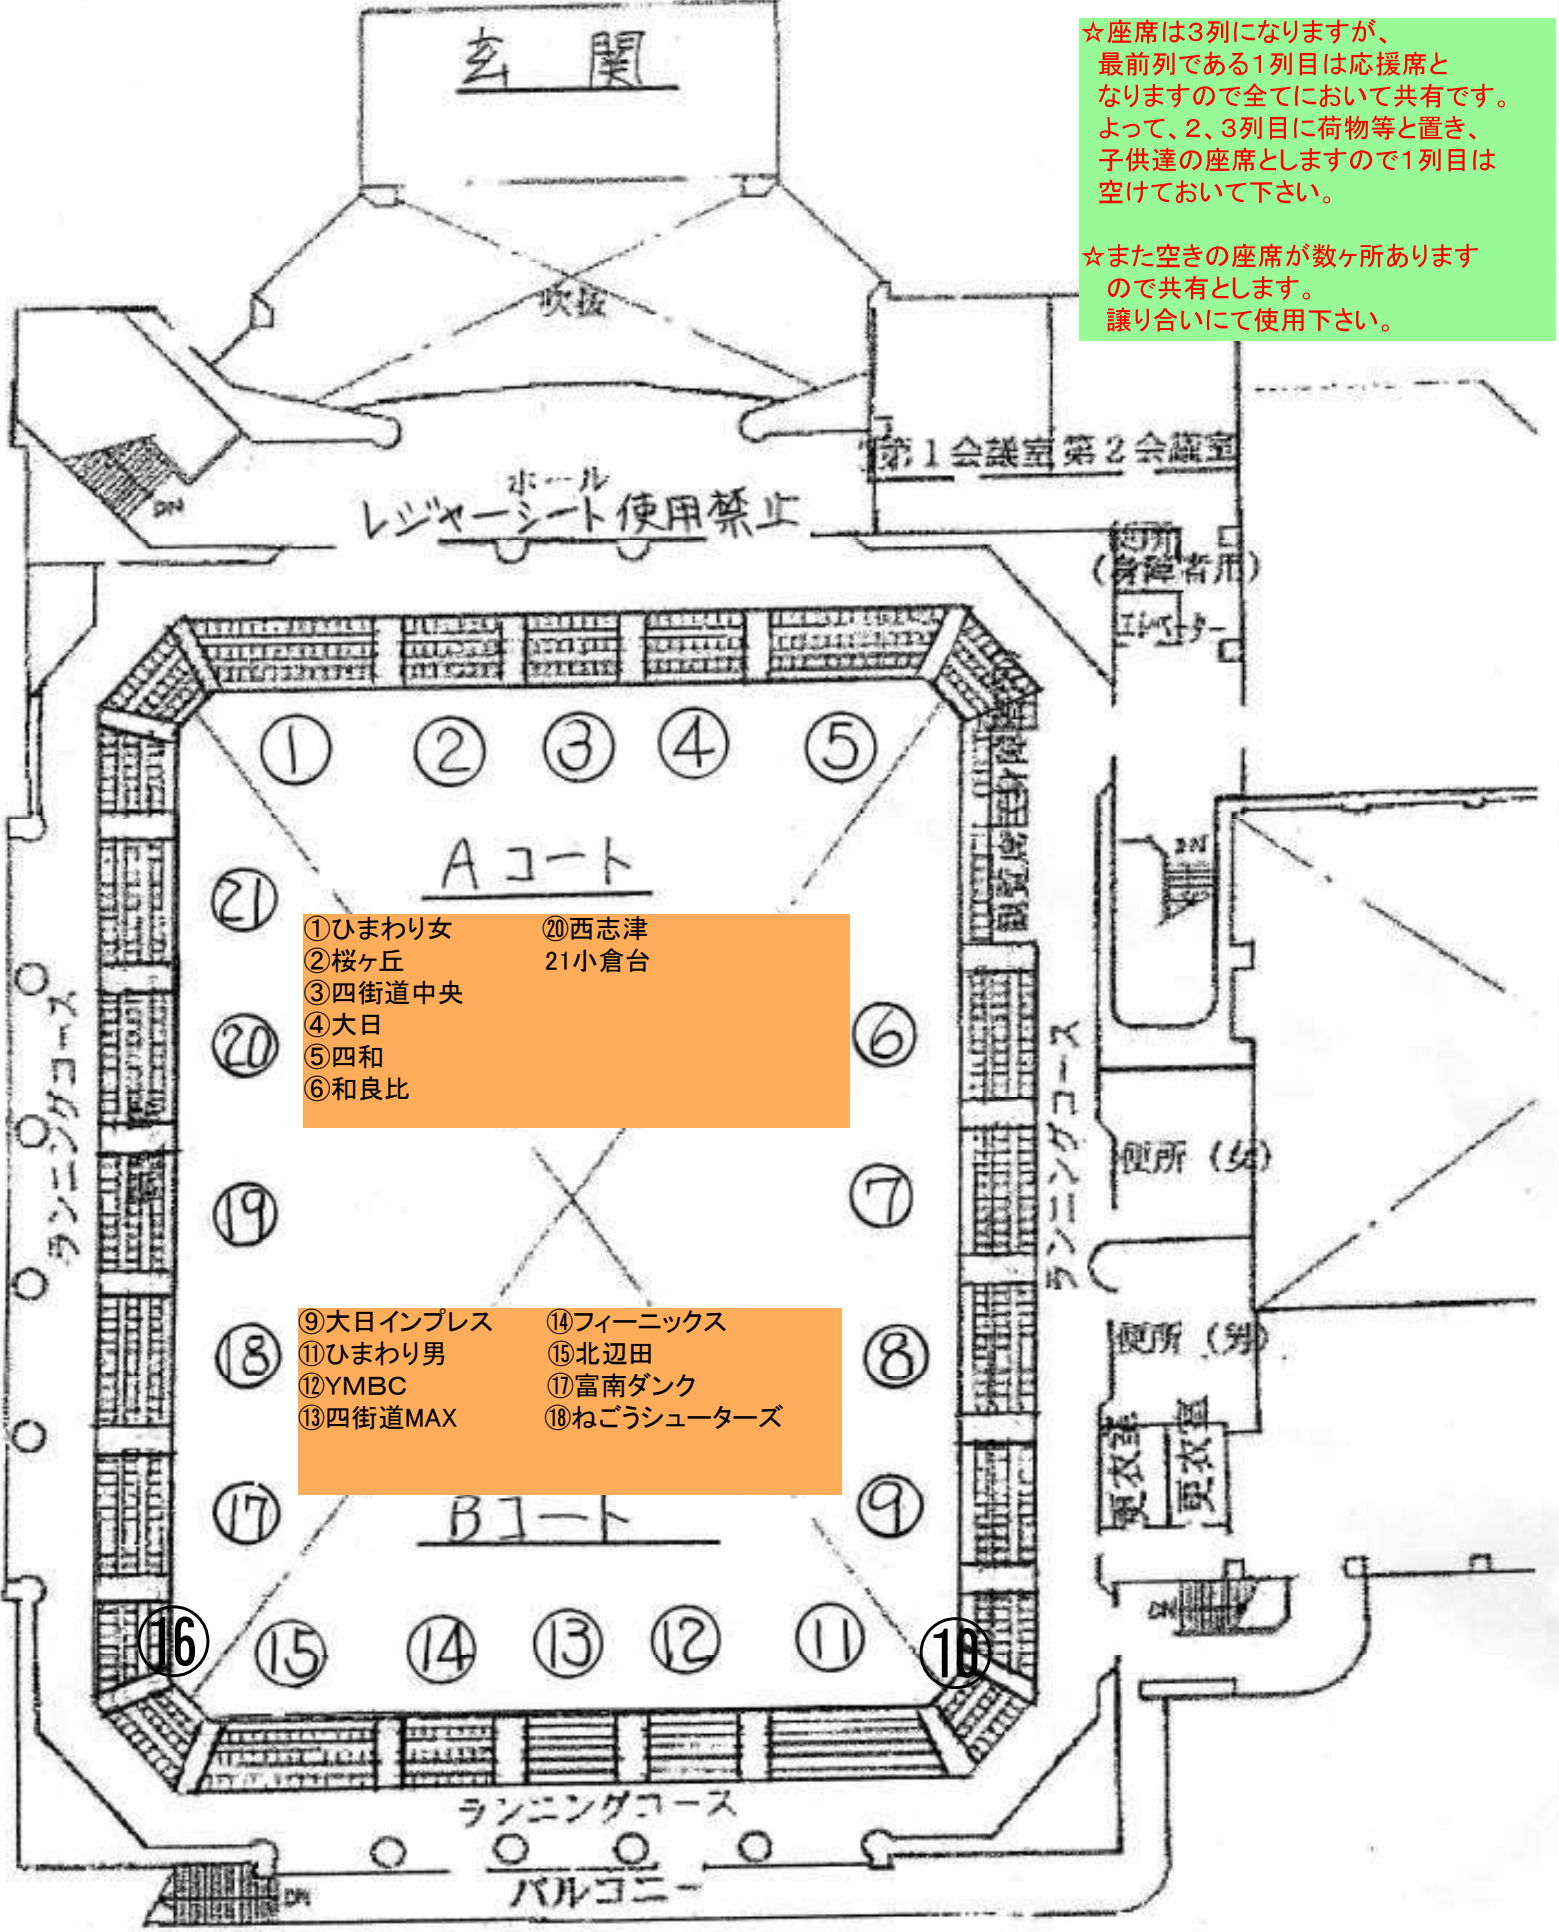 玄関
☆座席は3列になりますが、
最前列である1列目は応援席と
なりますので全てにおいて共有です。
よって、2、3列目に荷物等と置き、
子供達の座席としますので1列目は
空けておいて下さい。
☆また空きの座席が数ヶ所あります
ので共有とします。
譲り合いにて使用下さい。
吹抜
第1会議室 第2会議室
ホール
レジャーシート使用禁止
DN
便所
(身障者用)
エレベーター
① ② ③ ④ ⑤
Aコート
DN
21
①ひまわり女 ⑳西志津
②桜ヶ丘 21小倉台
③四街道中央
④大日
⑤四和
⑥和良比
⑳ ⑥
ランニングコース
ランニングコース
便所(女)
⑲ ⑦
⑱ ⑧
便所(男)
⑨大日インプレス ⑭フィーニックス
⑪ひまわり男 ⑮北辺田
⑫YMBC ⑰富南ダンク
⑬四街道MAX ⑱ねごうシューターズ
更衣室 更衣室
⑰ ⑨
Bコート
⑯ ⑮ ⑭ ⑬ ⑫ ⑪ ⑩
ランニングコース
バルコニー
DN